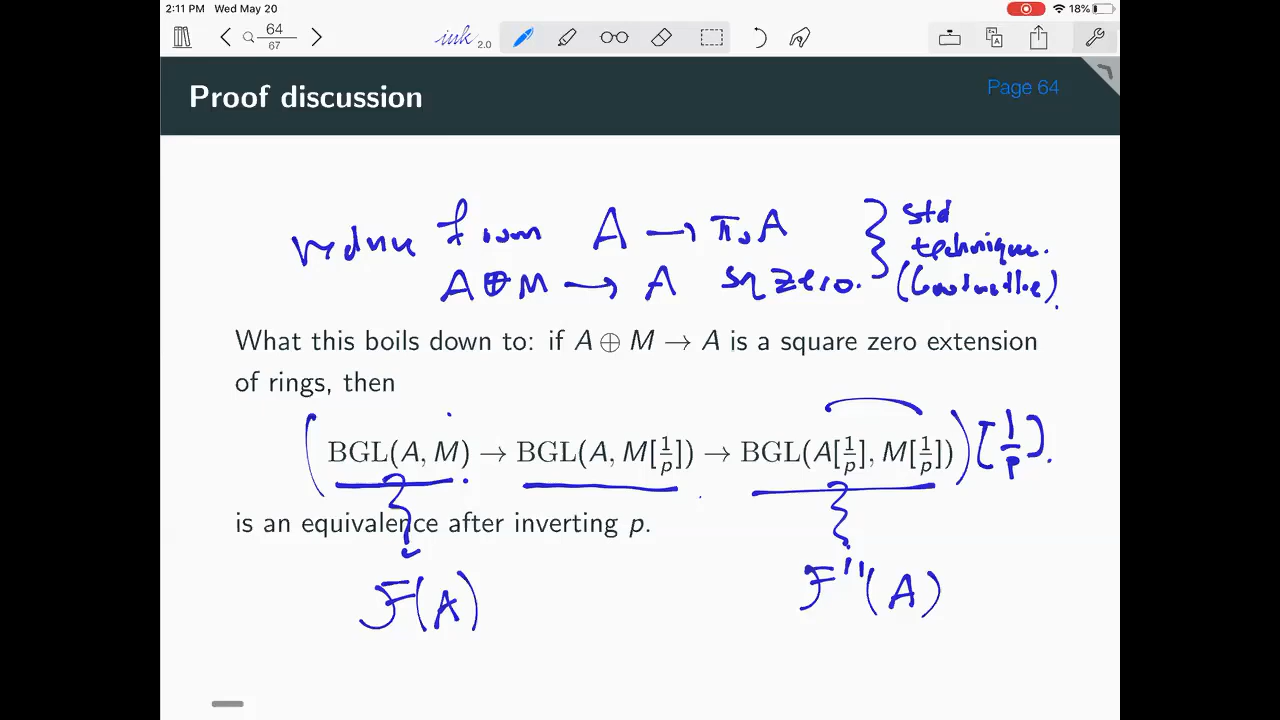 2:11 PM Wed May 20 18%
64
67
ink 2.0
Proof discussion
Page 64
reduce from A → π₀A } std
technique.
A ⊕ M → A sq zero. (Goodwillie).
What this boils down to: if A ⊕ M → A is a square zero extension
of rings, then
(BGL(A, M) → BGL(A, M[1/p]) → BGL(A[1/p], M[1/p])) [1/p].
is an equivalence after inverting p.
F(A) F''(A)